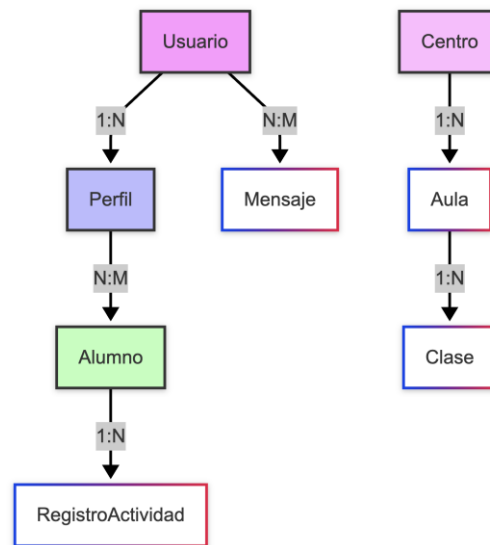 Usuario
Centro
1:N
N:M
1:N
Perfil
Mensaje
Aula
N:M
1:N
Alumno
Clase
1:N
RegistroActividad